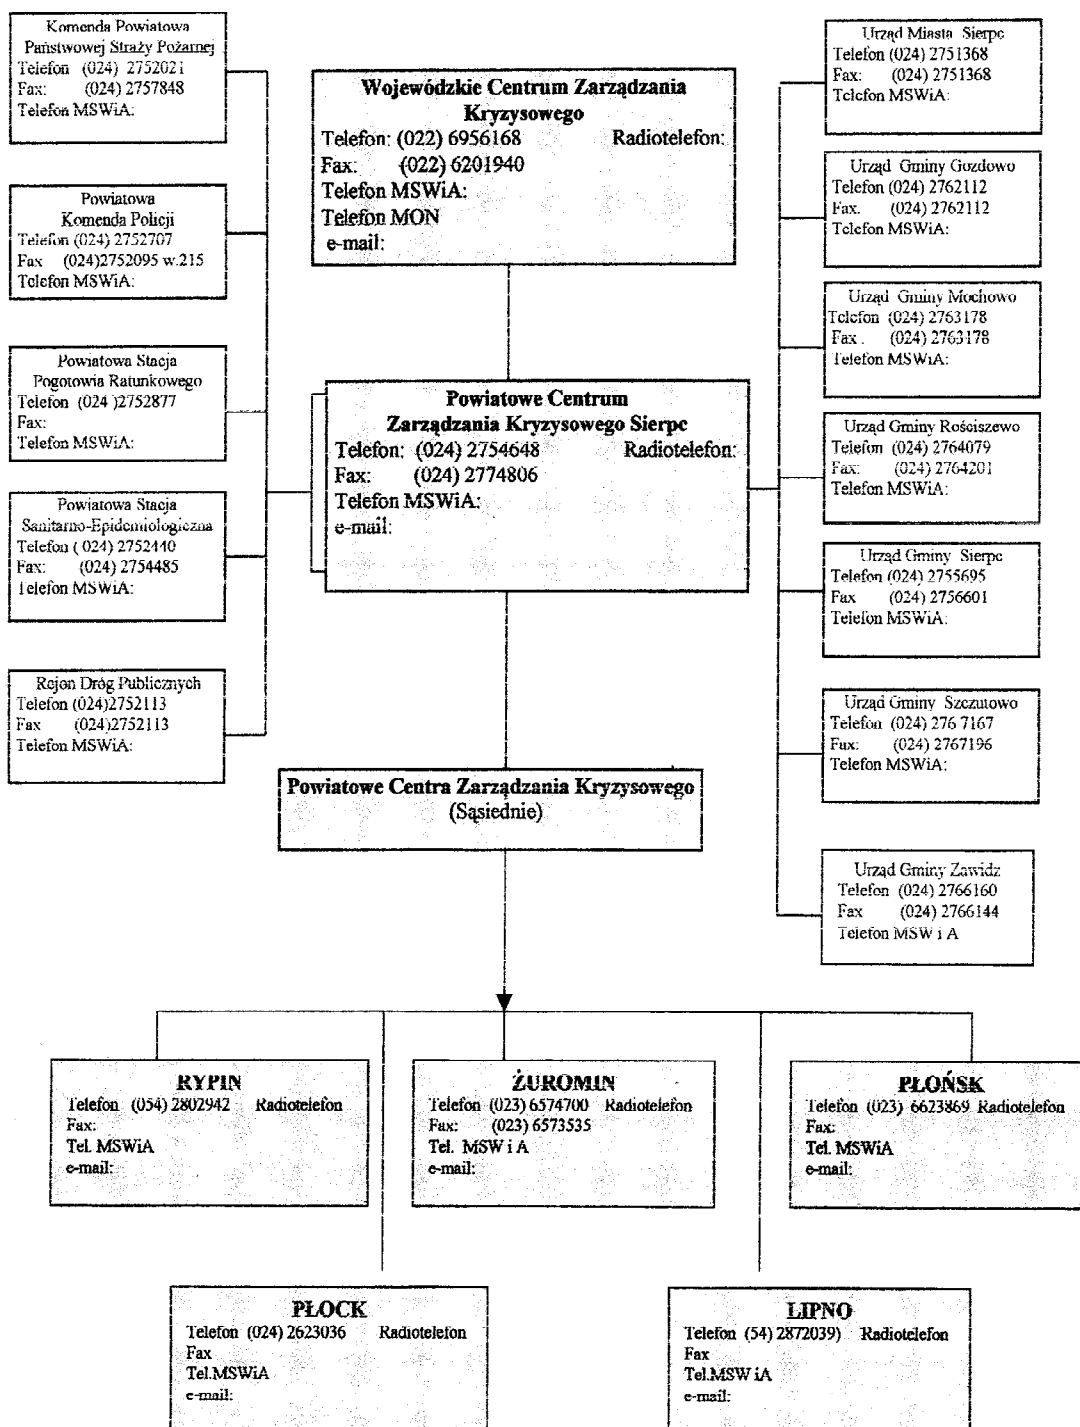 Komenda Powiatowa
Państwowej Straży Pożarnej
Telefon (024) 2752021
Fax: (024) 2757848
Telefon MSWiA:
Powiatowa
Komenda Policji
Telefon (024) 2752707
Fax (024)2752095 w.215
Telefon MSWiA:
Powiatowa Stacja
Pogotowia Ratunkowego
Telefon (024 )2752877
Fax:
Telefon MSWiA:
Powiatowa Stacja
Sanitarno-Epidemiologiczna
Telefon ( 024) 2752440
Fax: (024) 2754485
Telefon MSWiA:
Rejon Dróg Publicznych
Telefon (024)2752113
Fax (024)2752113
Telefon MSWiA:
Wojewódzkie Centrum Zarządzania
Kryzysowego
Telefon: (022) 6956168 Radiotelefon:
Fax: (022) 6201940
Telefon MSWiA:
Telefon MON
e-mail:
Powiatowe Centrum
Zarządzania Kryzysowego Sierpc
Telefon: (024) 2754648 Radiotelefon:
Fax: (024) 2774806
Telefon MSWiA:
e-mail:
Powiatowe Centra Zarządzania Kryzysowego
(Sąsiednie)
Urząd Miasta Sierpc
Telefon (024) 2751368
Fax: (024) 2751368
Telefon MSWiA:
Urząd Gminy Gozdowo
Telefon (024) 2762112
Fax. (024) 2762112
Telefon MSWiA:
Urząd Gminy Mochowo
Telefon (024) 2763178
Fax . (024) 2763178
Telefon MSWiA:
Urząd Gminy Rościszewo
Telefon (024) 2764079
Fax: (024) 2764201
Telefon MSWiA:
Urząd Gminy Sierpc
Telefon (024) 2755695
Fax (024) 2756601
Telefon MSWiA:
Urząd Gminy Szczutowo
Telefon (024) 276 7167
Fax: (024) 2767196
Telefon MSWiA:
Urząd Gminy Zawidz
Telefon (024) 2766160
Fax (024) 2766144
Telefon MSW i A
RYPIN
Telefon (054) 2802942 Radiotelefon
Fax:
Tel. MSWiA
e-mail:
ŻUROMIN
Telefon (023) 6574700 Radiotelefon
Fax: (023) 6573535
Tel. MSW i A
e-mail:
PŁOŃSK
Telefon (023) 6623869 Radiotelefon
Fax:
Tel. MSWiA
e-mail:
PŁOCK
Telefon (024) 2623036 Radiotelefon
Fax
Tel.MSWiA
e-mail:
LIPNO
Telefon (54) 2872039) Radiotelefon
Fax
Tel.MSW iA
e-mail: